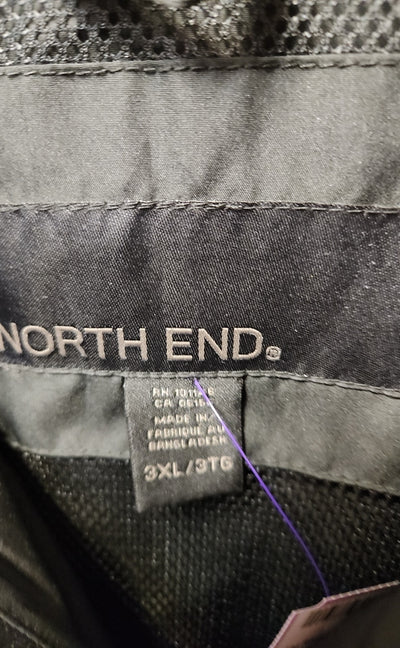 NORTH END®
MADE IN/
FABRIQUÉ AU
BANGLADESH
3XL/3TG